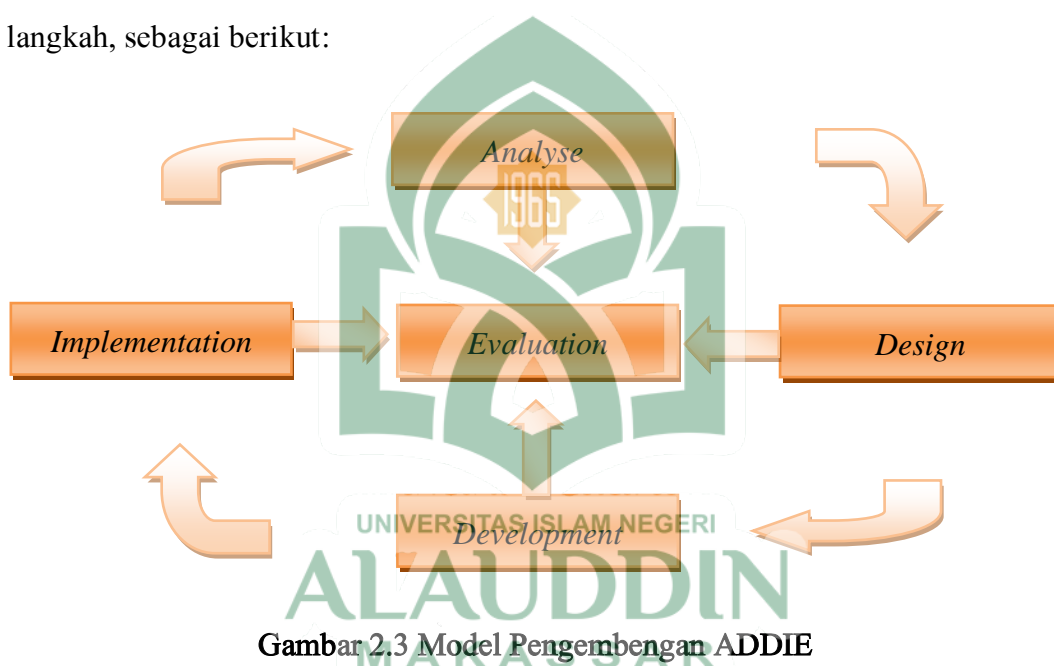 langkah, sebagai berikut:
Analyse
1965
Implementation
Evaluation
Design
UNIVERSITAS ISLAM NEGERI
Development
ALAUDDIN
Gambar 2.3 Model Pengembengan ADDIE
MAKASSAR